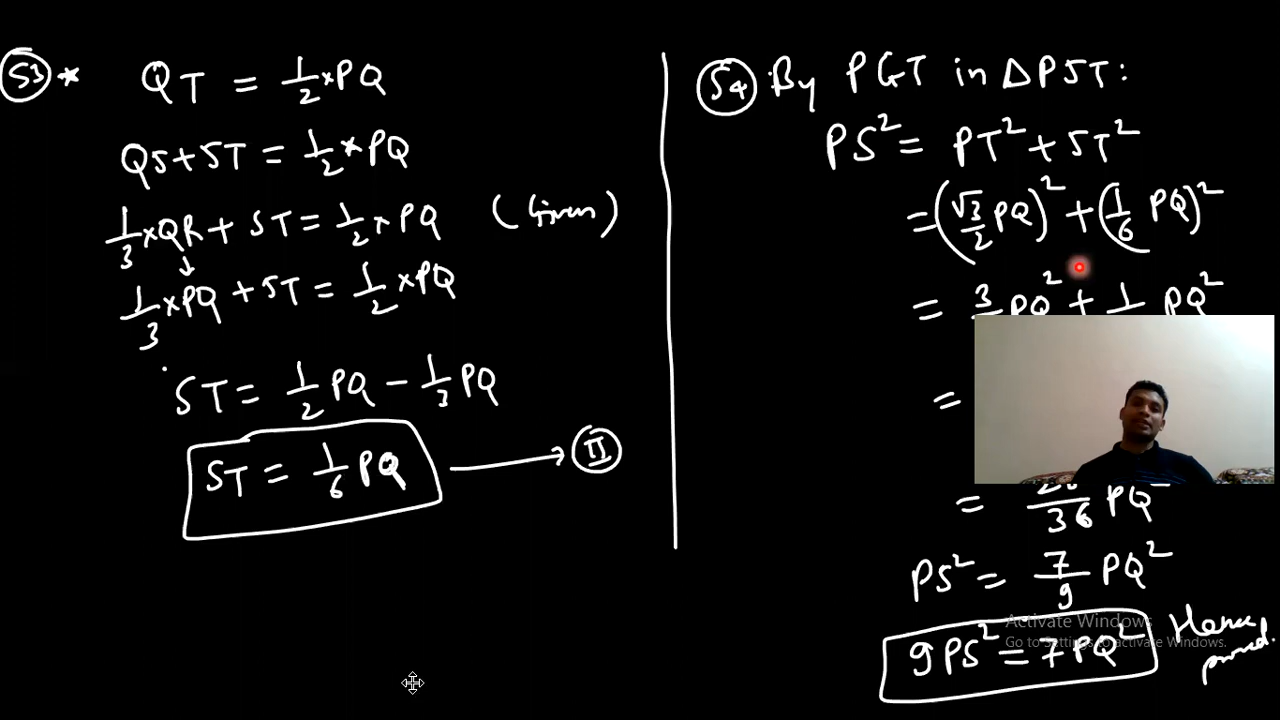 S3 * QT = 1/2 × PQ
QS + ST = 1/2 × PQ
1/3 × QR + ST = 1/2 × PQ (Given)
↓
1/3 × PQ + ST = 1/2 × PQ
ST = 1/2 PQ − 1/3 PQ
ST = 1/6 PQ → II
S4 By PGT in △PST:
PS² = PT² + ST²
= (√3/2 PQ)² + (1/6 PQ)²
= 3 PQ² + 1 PQ²
=
= 36 PQ
PS² = 7/9 PQ²
9PS² = 7PQ² Hence proved.
Activate Windows
Go to Settings to activate Windows.